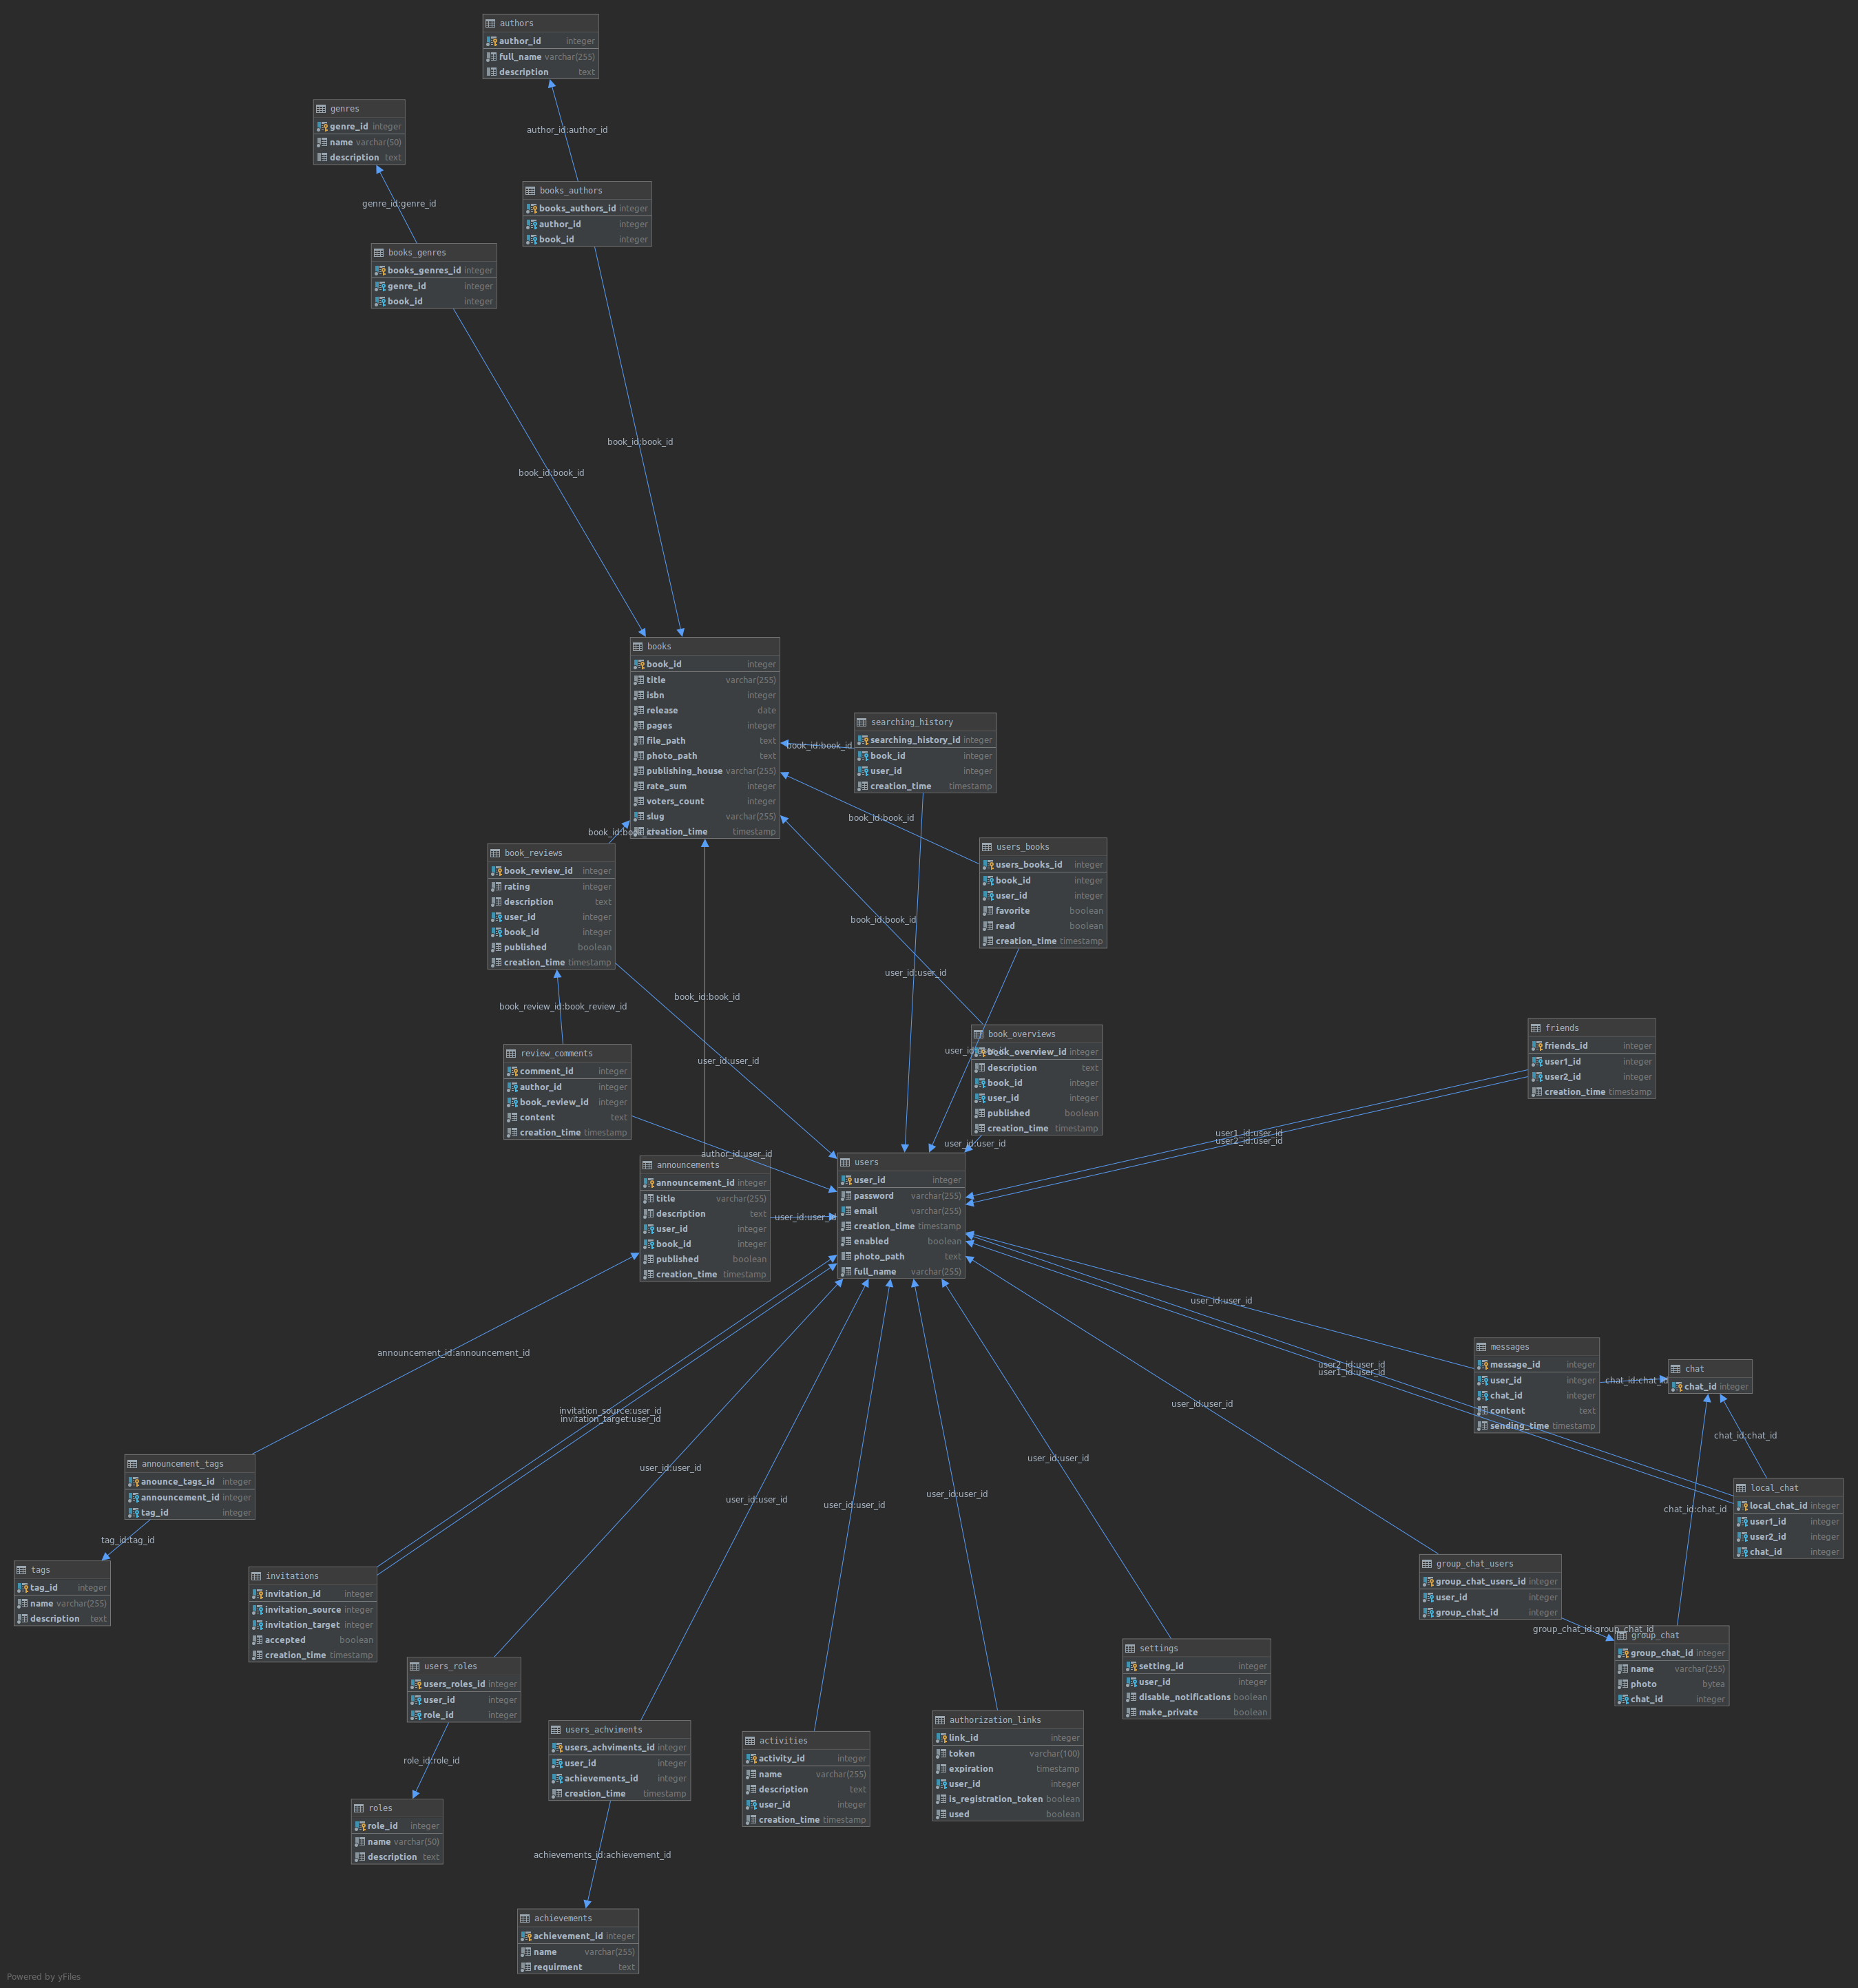 authors
author_id integer
full_name varchar(255)
description text
genres
genre_id integer
name varchar(50)
description text
author_id:author_id
books_authors
books_authors_id integer
author_id integer
book_id integer
genre_id:genre_id
books_genres
books_genres_id integer
genre_id integer
book_id integer
book_id:book_id
book_id:book_id
books
book_id integer
title varchar(255)
isbn integer
release date
pages integer
file_path text
photo_path text
publishing_house varchar(255)
rate_sum integer
voters_count integer
slug varchar(255)
creation_time timestamp
searching_history
searching_history_id integer
book_id integer
user_id integer
creation_time timestamp
book_id:book_id
book_id:book_id
users_books
users_books_id integer
book_id integer
user_id integer
favorite boolean
read boolean
creation_time timestamp
book_reviews
book_review_id integer
rating integer
description text
user_id integer
book_id integer
published boolean
creation_time timestamp
book_id:book_id
user_id:user_id
book_id:book_id
book_review_id:book_review_id
user_id:user_id
book_overviews
book_overview_id integer
description text
book_id integer
user_id integer
published boolean
creation_time timestamp
user_id:user_id
review_comments
comment_id integer
author_id integer
book_review_id integer
content text
creation_time timestamp
author_id:user_id
friends
friends_id integer
user1_id integer
user2_id integer
creation_time timestamp
user1_id:user_id
user2_id:user_id
announcements
announcement_id integer
title varchar(255)
description text
user_id integer
book_id integer
published boolean
creation_time timestamp
users
user_id integer
password varchar(255)
email varchar(255)
creation_time timestamp
enabled boolean
photo_path text
full_name varchar(255)
user_id:user_id
announcement_id:announcement_id
user2_id:user_id
user1_id:user_id
messages
message_id integer
user_id integer
chat_id integer
content text
sending_time timestamp
chat
chat_id integer
chat_id:chat_id
invitation_source:user_id
invitation_target:user_id
user_id:user_id
chat_id:chat_id
announcement_tags
anounce_tags_id integer
announcement_id integer
tag_id integer
user_id:user_id
user_id:user_id
user_id:user_id
user_id:user_id
user_id:user_id
chat_id:chat_id
local_chat
local_chat_id integer
user1_id integer
user2_id integer
chat_id integer
tag_id:tag_id
tags
tag_id integer
name varchar(255)
description text
invitations
invitation_id integer
invitation_source integer
invitation_target integer
accepted boolean
creation_time timestamp
group_chat_users
group_chat_users_id integer
user_id integer
group_chat_id integer
group_chat_id:group_chat_id
group_chat
group_chat_id integer
name varchar(255)
photo bytea
chat_id integer
users_roles
users_roles_id integer
user_id integer
role_id integer
settings
setting_id integer
user_id integer
disable_notifications boolean
make_private boolean
role_id:role_id
users_achviments
users_achviments_id integer
user_id integer
achievements_id integer
creation_time timestamp
activities
activity_id integer
name varchar(255)
description text
user_id integer
creation_time timestamp
authorization_links
link_id integer
token varchar(100)
expiration timestamp
user_id integer
is_registration_token boolean
used boolean
roles
role_id integer
name varchar(50)
description text
achievements_id:achievement_id
achievements
achievement_id integer
name varchar(255)
requirment text
Powered by yFiles